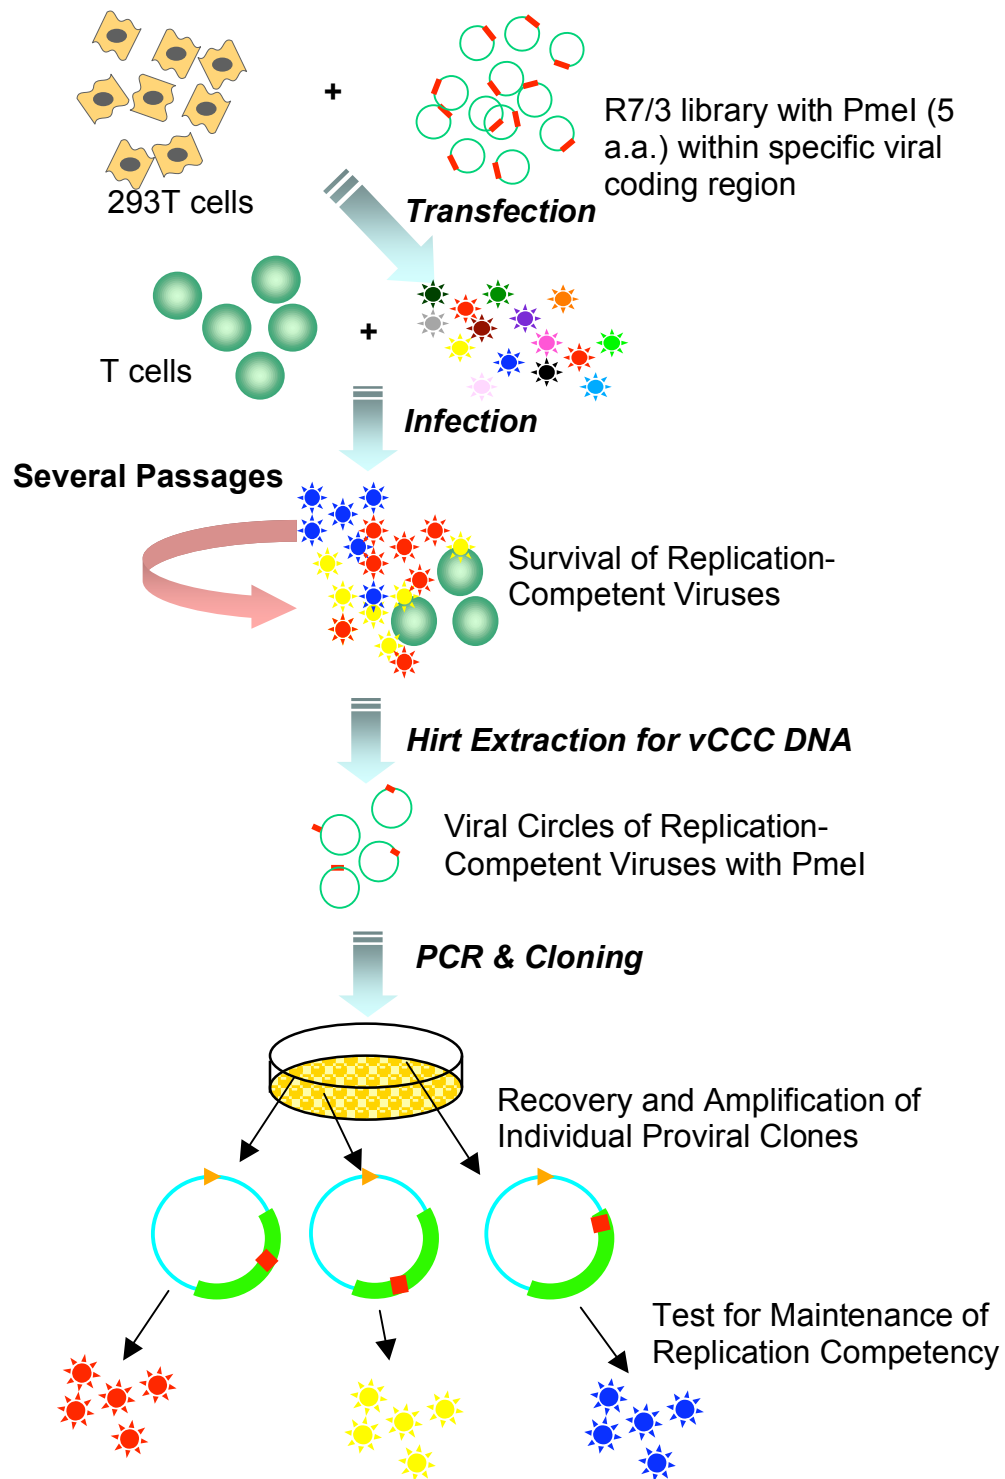 +
R7/3 library with PmeI (5
a.a.) within specific viral
coding region
293T cells
Transfection
+
T cells
Infection
Several Passages
Survival of Replication-
Competent Viruses
Hirt Extraction for vCCC DNA
Viral Circles of Replication-
Competent Viruses with PmeI
PCR & Cloning
Recovery and Amplification of
Individual Proviral Clones
Test for Maintenance of
Replication Competency